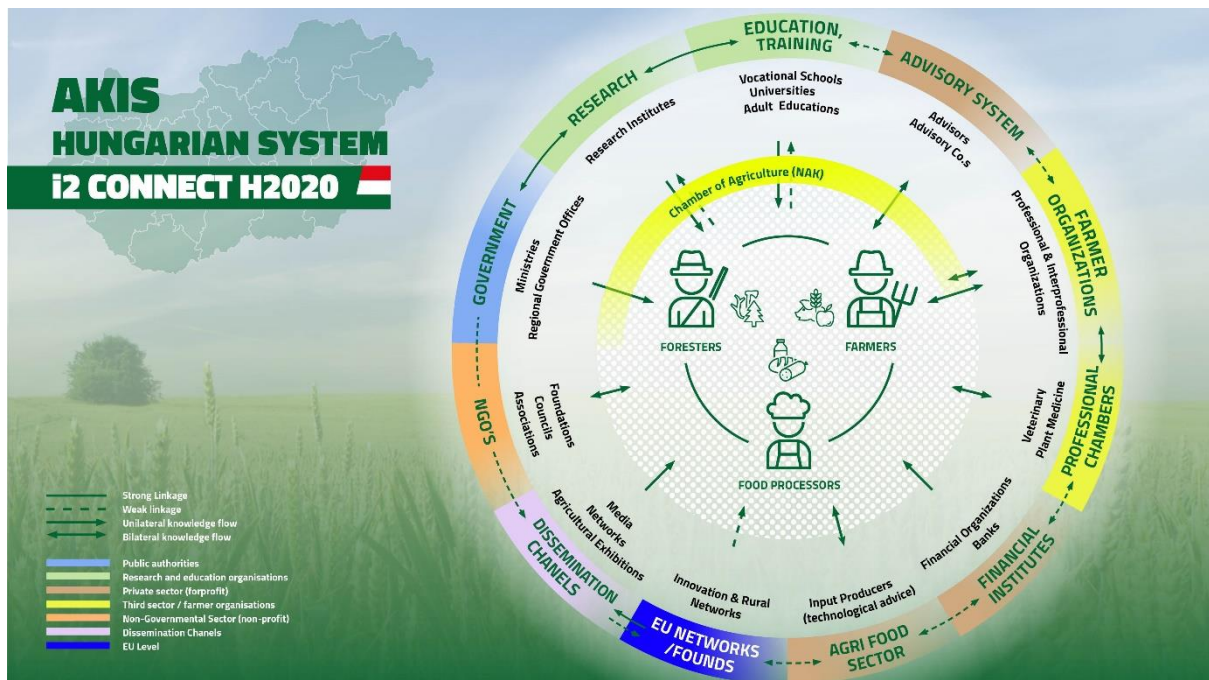 AKIS
HUNGARIAN SYSTEM
i2 CONNECT H2020
EDUCATION,
TRAINING
ADVISORY SYSTEM
FARMER
ORGANIZATIONS
PROFESSIONAL
CHAMBERS
FINANCIAL
INSTITUTES
AGRI FOOD
SECTOR
EU NETWORKS
/FOUNDS
DISSEMINATION
CHANELS
NGO'S
GOVERNMENT
RESEARCH
Vocational Schools
Universities
Adult Educations
Advisors
Advisory Co.s
Professional & Interprofessional
Organizations
Veterinary
Plant Medicine
Financial Organizations
Banks
Input Producers
(technological advice)
Innovation & Rural
Networks
Media
Networks
Agricultural Exhibitions
Foundations
Councils
Associations
Ministries
Regional Government Offices
Research Institutes
Chamber of Agriculture (NAK)
FORESTERS
FARMERS
FOOD PROCESSORS
Strong Linkage
Weak linkage
Unilateral knowledge flow
Bilateral knowledge flow
Public authorities
Research and education organisations
Private sector (forprofit)
Third sector / farmer organisations
Non-Governmental Sector (non-profit)
Dissemination Chanels
EU Level